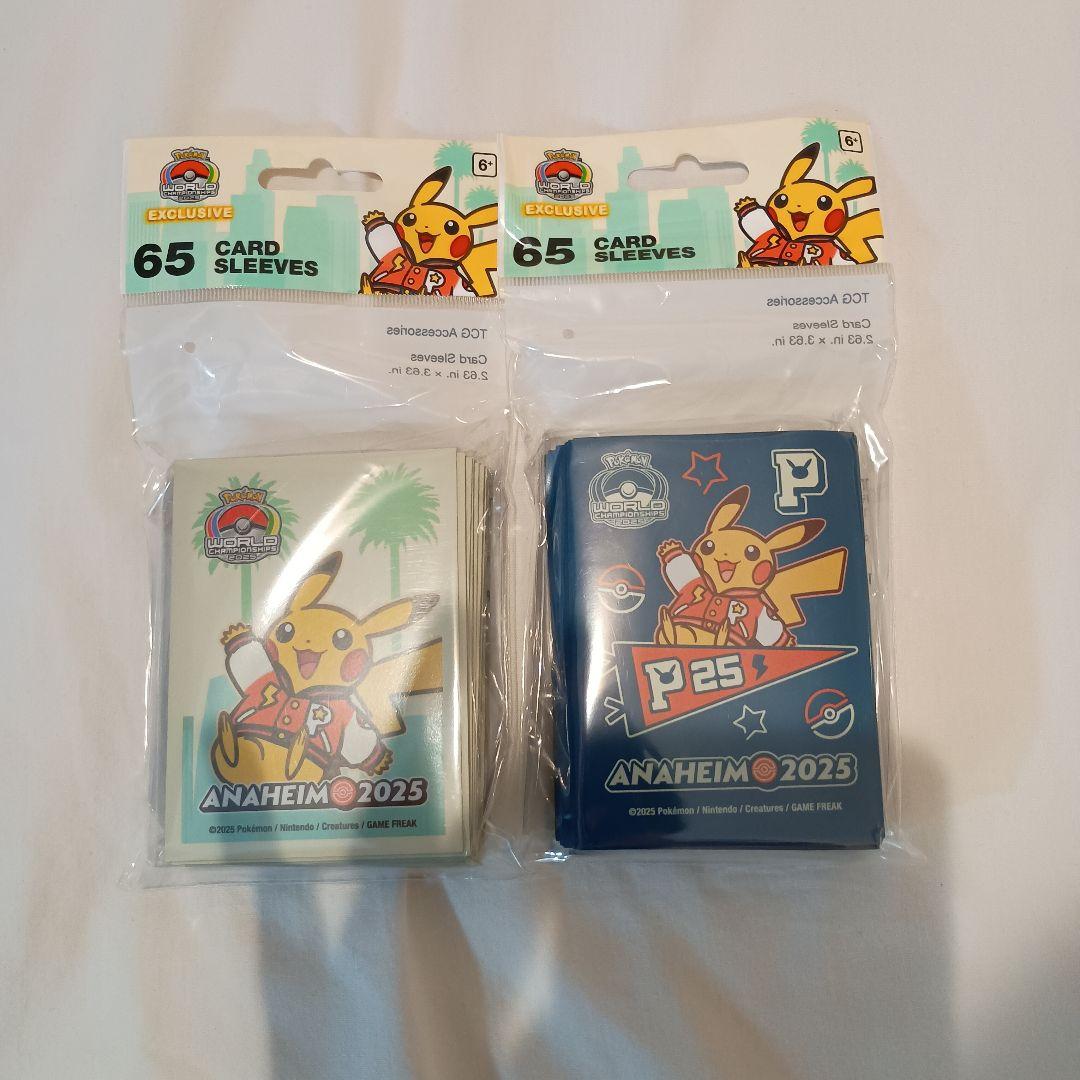 Pokémon
WORLD
CHAMPIONSHIPS
2025
EXCLUSIVE
65 CARD
SLEEVES
6+
P
TCG Accessories
Card Sleeves
2.63 in. × 3.63 in.
Pokémon
WORLD
CHAMPIONSHIPS
2025
P
ANAHEIM 2025
©2025 Pokémon / Nintendo / Creatures / GAME FREAK
Pokémon
WORLD
CHAMPIONSHIPS
2025
EXCLUSIVE
65 CARD
SLEEVES
6+
TCG Accessories
Card Sleeves
2.63 in. × 3.63 in.
Pokémon
WORLD
CHAMPIONSHIPS
2025
P
P 25
ANAHEIM 2025
©2025 Pokémon / Nintendo / Creatures / GAME FREAK